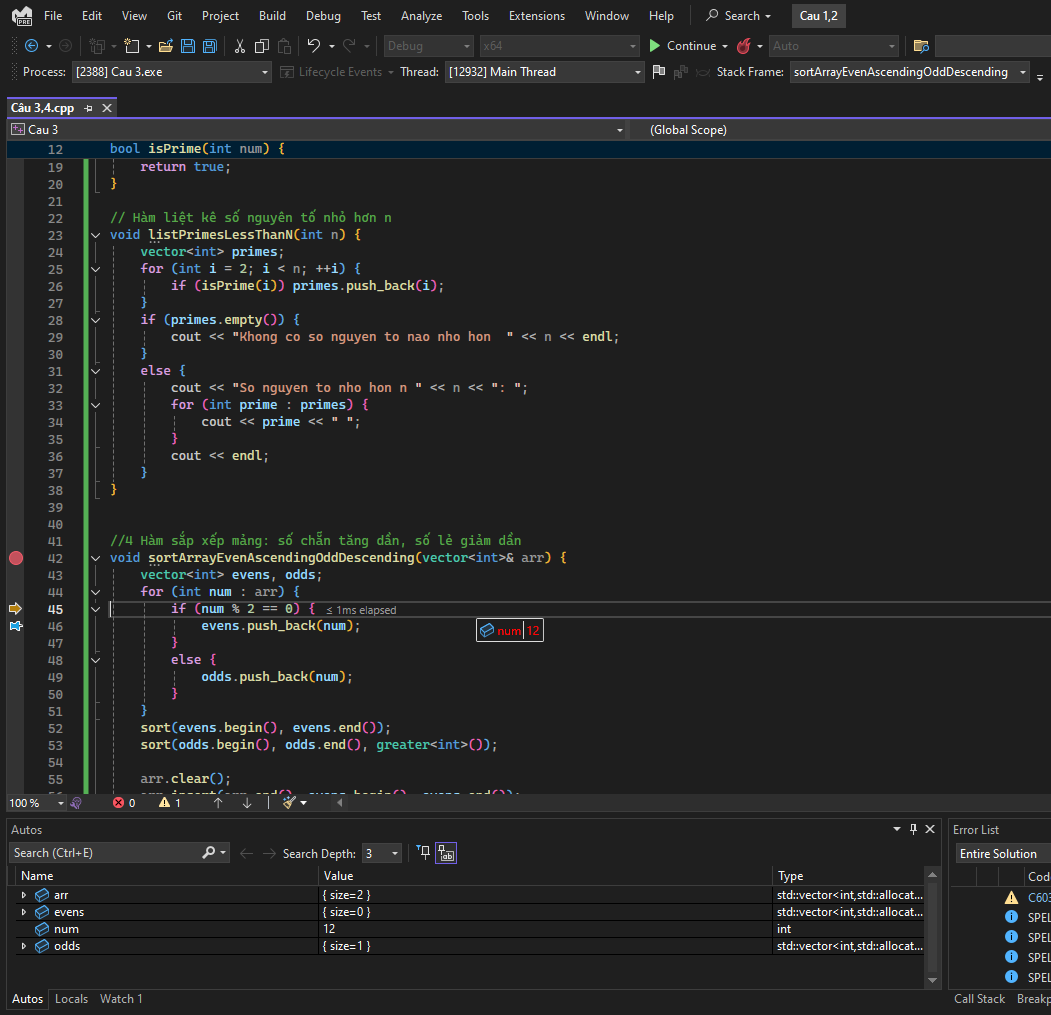 File Edit View Git Project Build Debug Test Analyze Tools Extensions Window Help Search Cau 1,2
PRE
Debug x64 Continue Auto
Process: [2388] Cau 3.exe Lifecycle Events Thread: [12932] Main Thread Stack Frame: sortArrayEvenAscendingOddDescending
Câu 3,4.cpp
Cau 3 (Global Scope)
12 bool isPrime(int num) {
19 return true;
20 }
21
22 // Hàm liệt kê số nguyên tố nhỏ hơn n
23 void listPrimesLessThanN(int n) {
24 vector<int> primes;
25 for (int i = 2; i < n; ++i) {
26 if (isPrime(i)) primes.push_back(i);
27 }
28 if (primes.empty()) {
29 cout << "Khong co so nguyen to nao nho hon  " << n << endl;
30 }
31 else {
32 cout << "So nguyen to nho hon n " << n << ": ";
33 for (int prime : primes) {
34 cout << prime << " ";
35 }
36 cout << endl;
37 }
38 }
39
40
41 //4 Hàm sắp xếp mảng: số chẵn tăng dần, số lẻ giảm dần
42 void sortArrayEvenAscendingOddDescending(vector<int>& arr) {
43 vector<int> evens, odds;
44 for (int num : arr) {
45 if (num % 2 == 0) { ≤ 1ms elapsed
46 evens.push_back(num);
num 12
47 }
48 else {
49 odds.push_back(num);
50 }
51 }
52 sort(evens.begin(), evens.end());
53 sort(odds.begin(), odds.end(), greater<int>());
54
55 arr.clear();
56 arr.insert(arr.end(), evens.begin(), evens.end());
100 % 0 1
Autos
Search (Ctrl+E) Search Depth: 3
Name Value Type
arr { size=2 } std::vector<int,std::allocat...
evens { size=0 } std::vector<int,std::allocat...
num 12 int
odds { size=1 } std::vector<int,std::allocat...
Autos Locals Watch 1
Error List
Entire Solution
Cod
C603
SPEL
SPEL
SPEL
SPEL
Call Stack Breakp